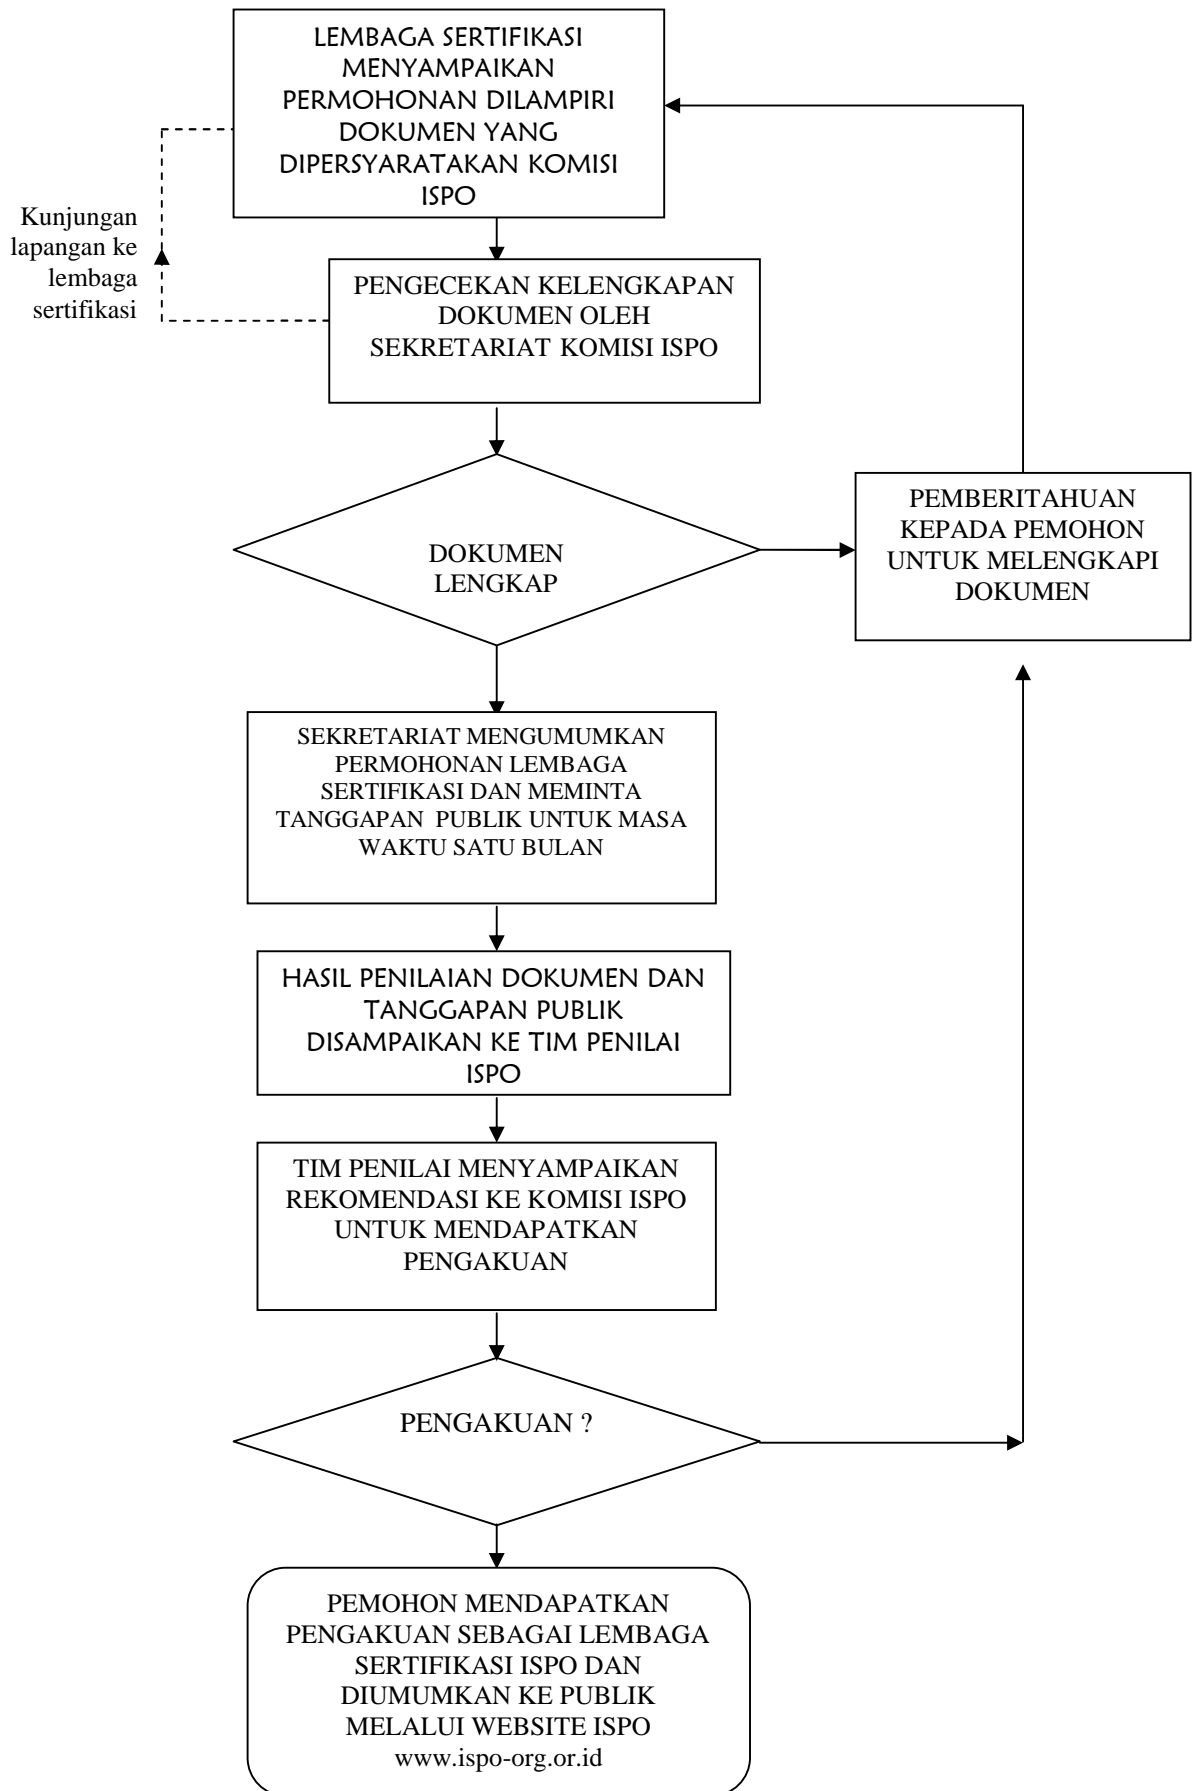 LEMBAGA SERTIFIKASI
MENYAMPAIKAN
PERMOHONAN DILAMPIRI
DOKUMEN YANG
DIPERSYARATAKAN KOMISI
ISPO
Kunjungan
lapangan ke
lembaga
sertifikasi
PENGECEKAN KELENGKAPAN
DOKUMEN OLEH
SEKRETARIAT KOMISI ISPO
DOKUMEN
LENGKAP
PEMBERITAHUAN
KEPADA PEMOHON
UNTUK MELENGKAPI
DOKUMEN
SEKRETARIAT MENGUMUMKAN
PERMOHONAN LEMBAGA
SERTIFIKASI DAN MEMINTA
TANGGAPAN PUBLIK UNTUK MASA
WAKTU SATU BULAN
HASIL PENILAIAN DOKUMEN DAN
TANGGAPAN PUBLIK
DISAMPAIKAN KE TIM PENILAI
ISPO
TIM PENILAI MENYAMPAIKAN
REKOMENDASI KE KOMISI ISPO
UNTUK MENDAPATKAN
PENGAKUAN
PENGAKUAN ?
PEMOHON MENDAPATKAN
PENGAKUAN SEBAGAI LEMBAGA
SERTIFIKASI ISPO DAN
DIUMUMKAN KE PUBLIK
MELALUI WEBSITE ISPO
www.ispo-org.or.id